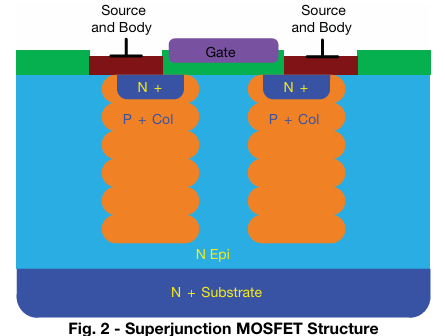 Source
and Body
Source
and Body
Gate
N +
N +
P + Col
P + Col
N Epi
N + Substrate
Fig. 2 - Superjunction MOSFET Structure